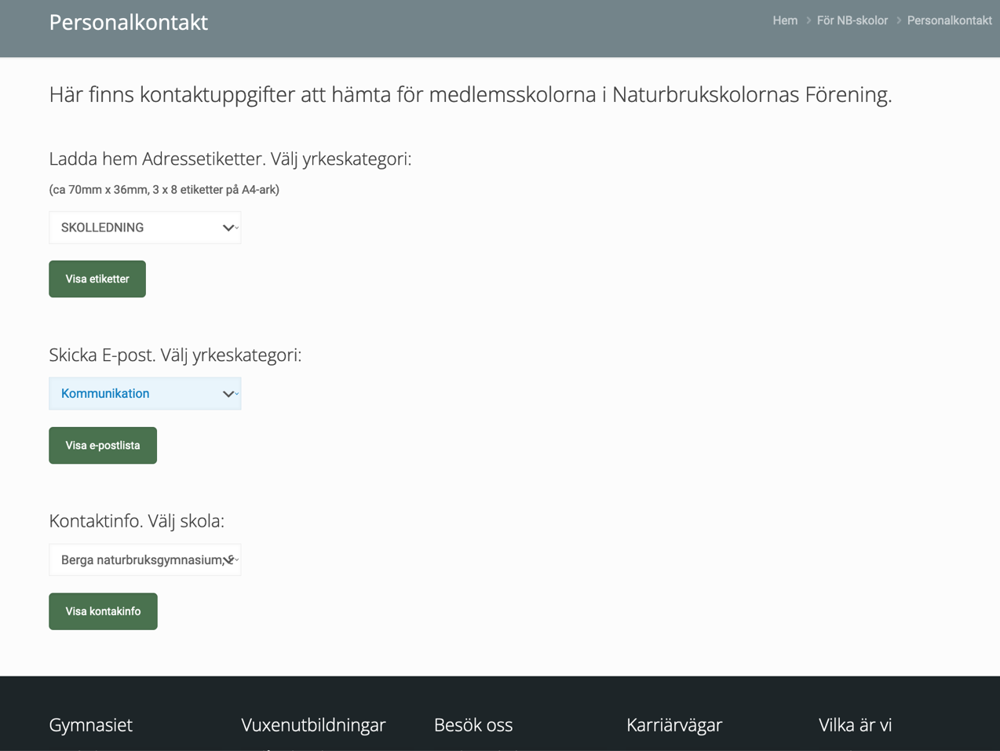 Personalkontakt
Hem > För NB-skolor > Personalkontakt
Här finns kontaktuppgifter att hämta för medlemsskolorna i Naturbrukskolornas Förening.
Ladda hem Adressetiketter. Välj yrkeskategori:
(ca 70mm x 36mm, 3 x 8 etiketter på A4-ark)
SKOLLEDNING
Visa etiketter
Skicka E-post. Välj yrkeskategori:
Kommunikation
Visa e-postlista
Kontaktinfo. Välj skola:
Berga naturbruksgymnasium,
Visa kontakinfo
Gymnasiet Vuxenutbildningar Besök oss Karriärvägar Vilka är vi